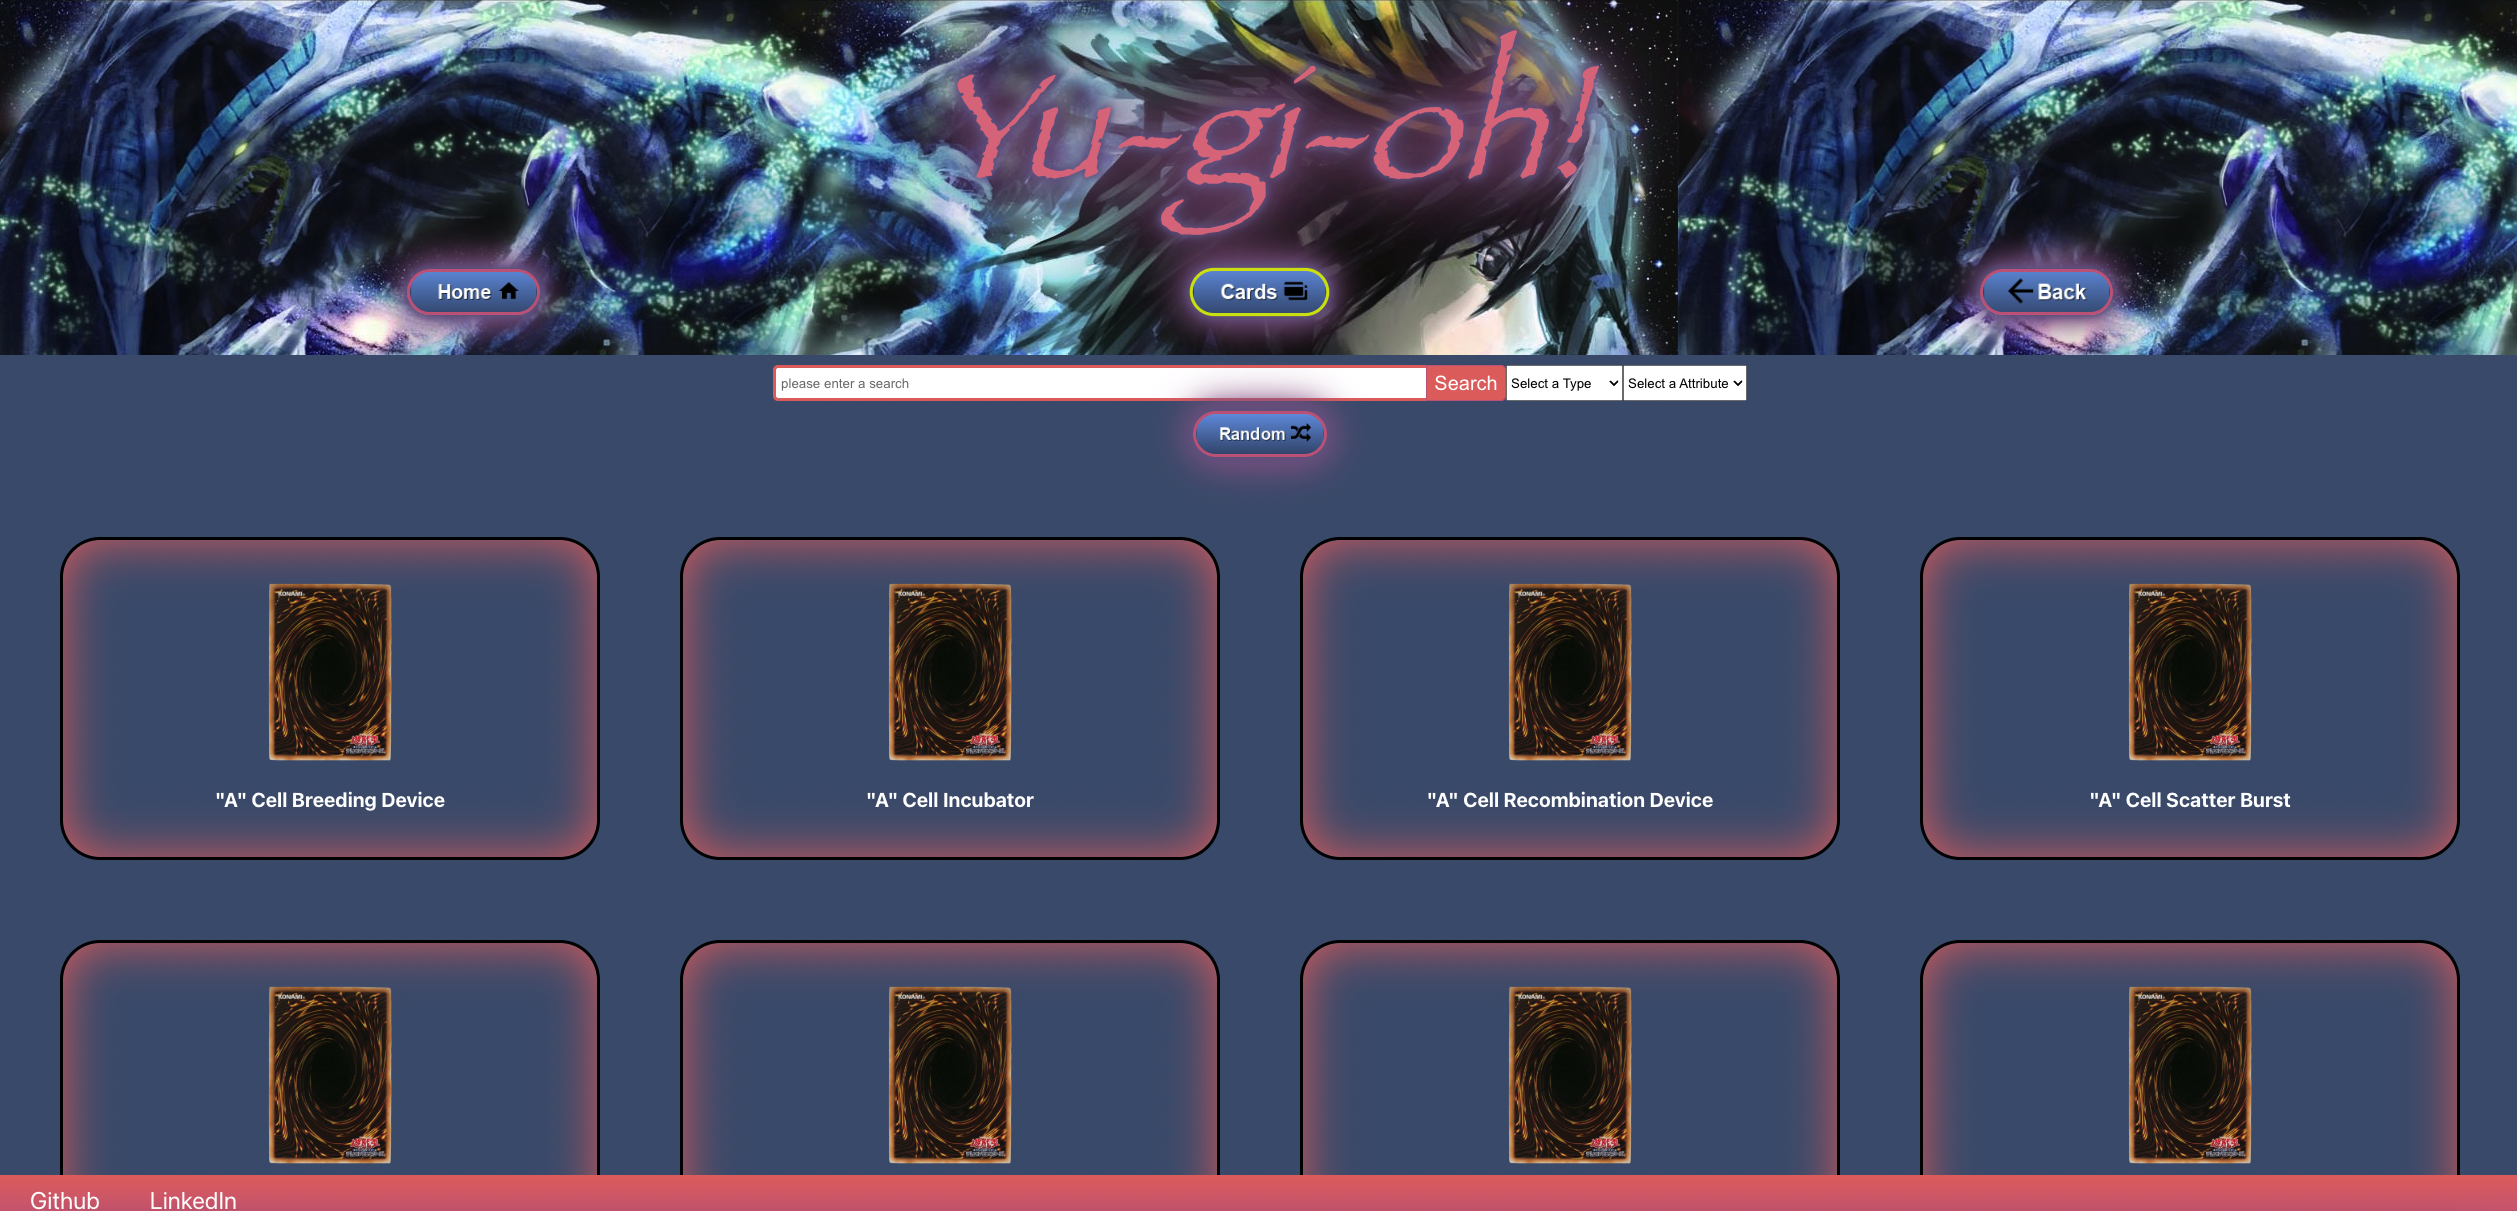 Yu-gi-oh!
Home
Cards
Back
please enter a search
Search
Select a Type
Select a Attribute
Random
KONAMI
KONAMI
KONAMI
KONAMI
"A" Cell Breeding Device
"A" Cell Incubator
"A" Cell Recombination Device
"A" Cell Scatter Burst
KONAMI
KONAMI
KONAMI
KONAMI
Github
LinkedIn